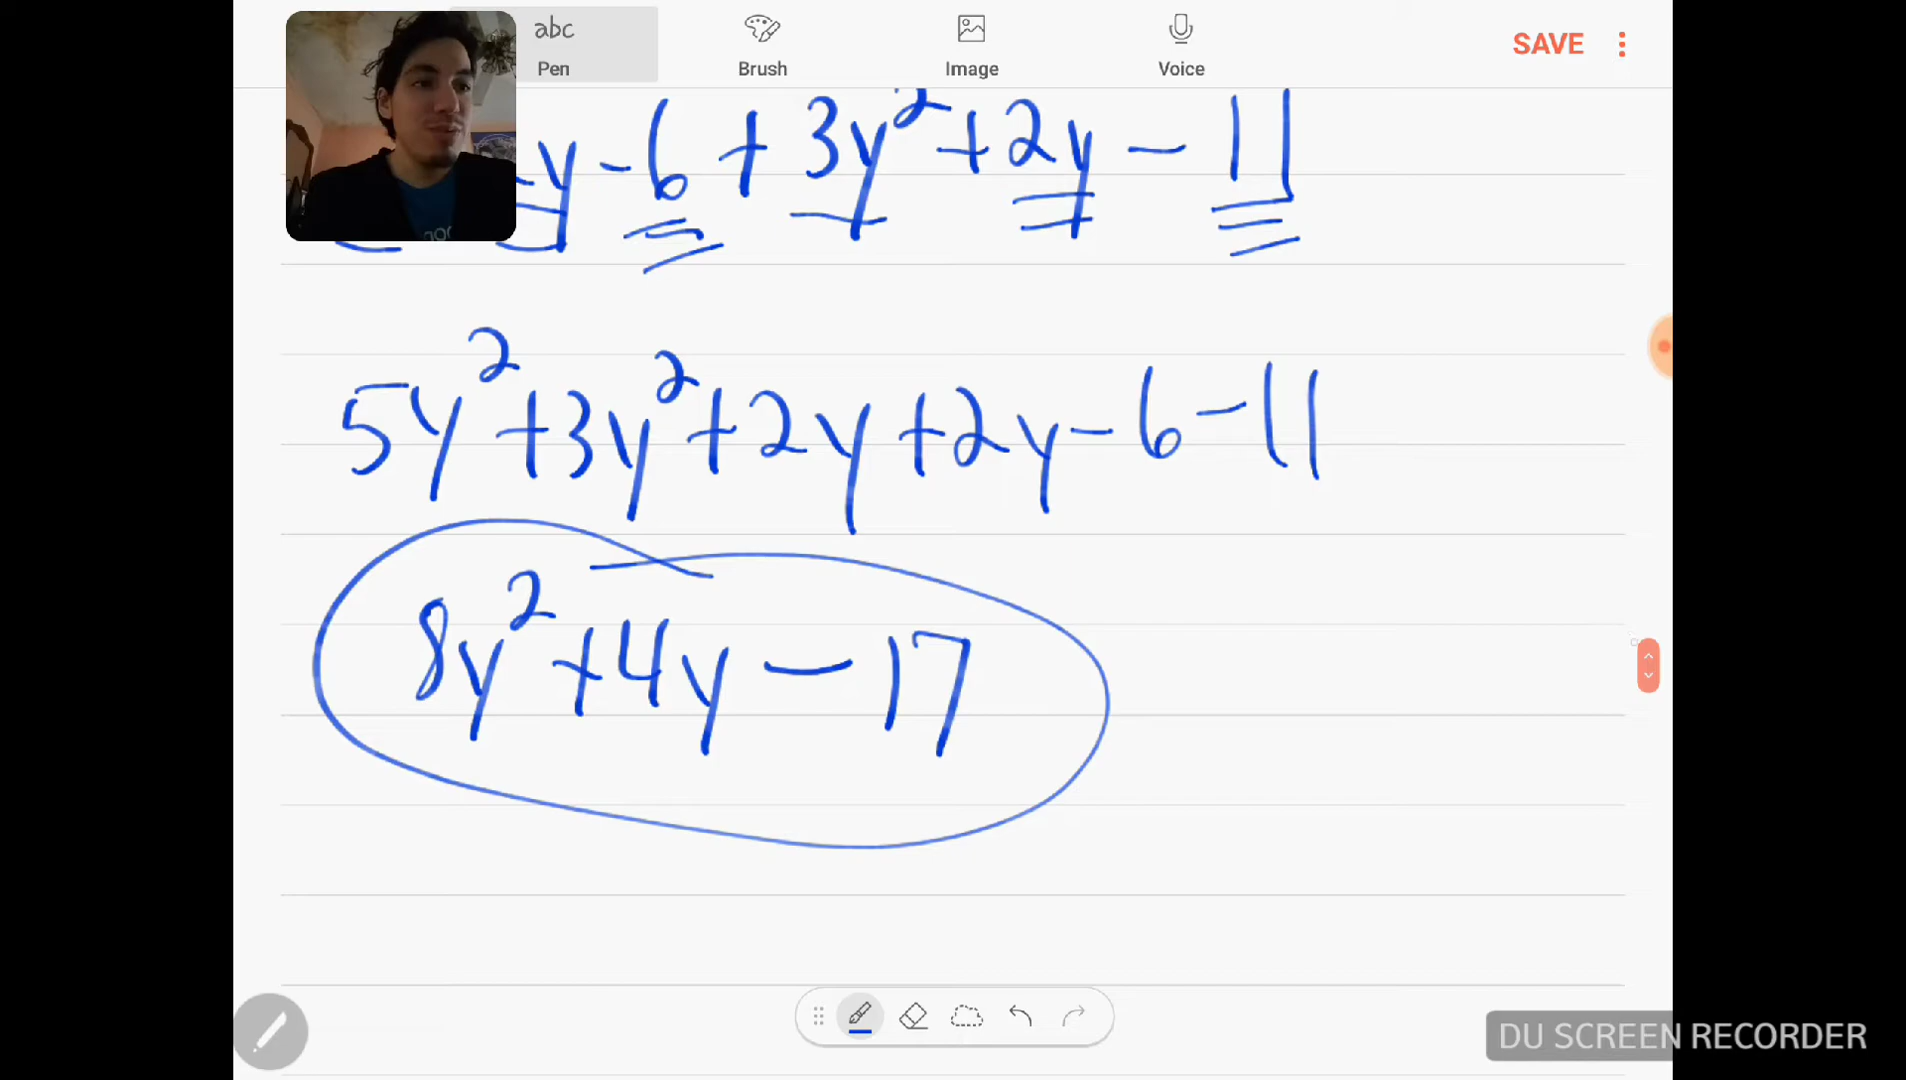 abc
Pen
Brush
Image
Voice
SAVE
y - 6 + 3y² + 2y - 11
5y² + 3y² + 2y + 2y - 6 - 11
8y² + 4y - 17
DU SCREEN RECORDER